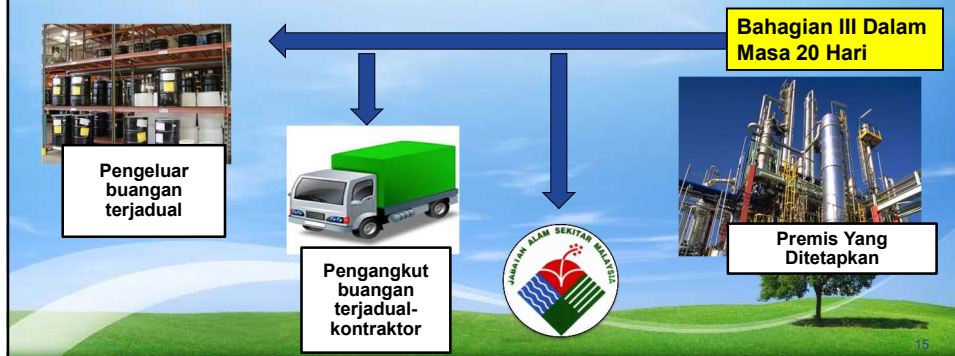 Bahagian III Dalam
Masa 20 Hari
Pengeluar
buangan
terjadual
Pengangkut
buangan
terjadual-
kontraktor
JABATAN ALAM SEKITAR MALAYSIA
Premis Yang
Ditetapkan
15